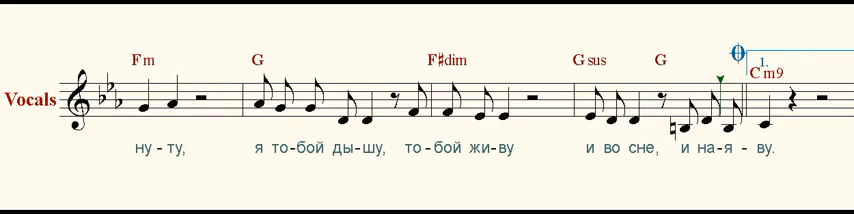 Fm G F♯dim Gsus G 1. Cm9
Vocals
ну - ту, я то-бой ды-шу, то-бой жи-ву и во сне, и на-я - ву.